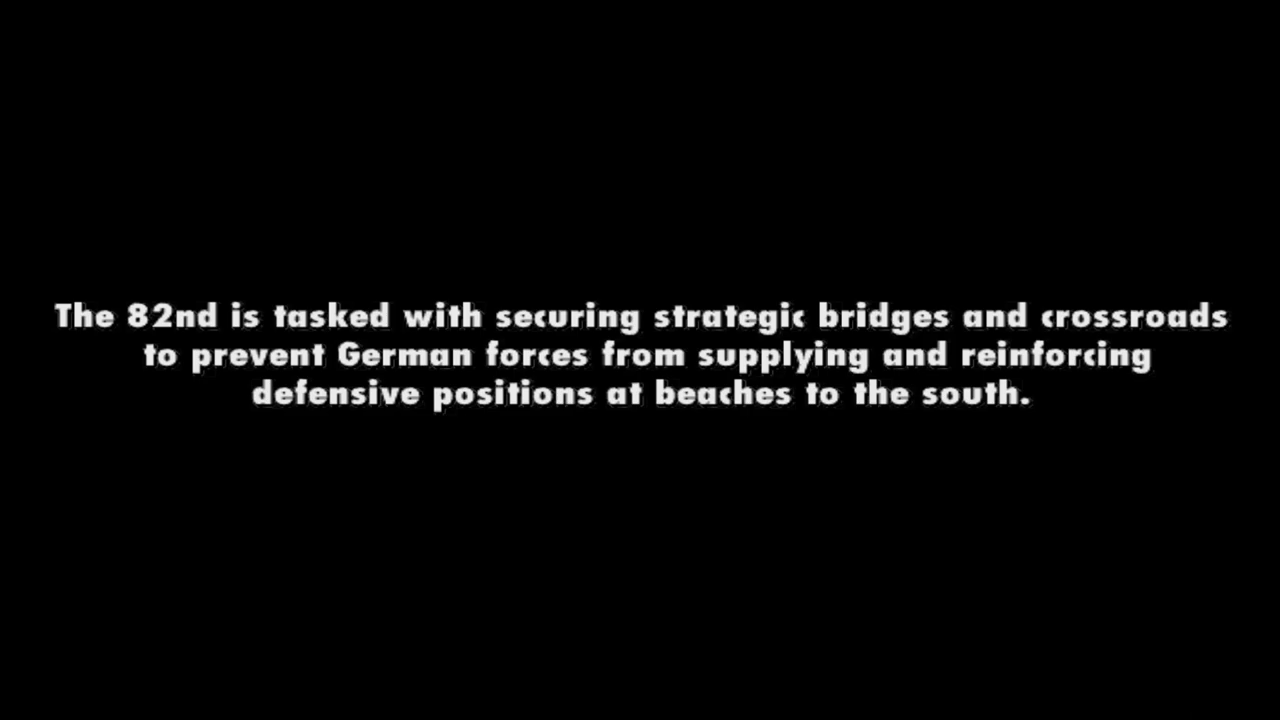 The 82nd is tasked with securing strategic bridges and crossroads
to prevent German forces from supplying and reinforcing
defensive positions at beaches to the south.